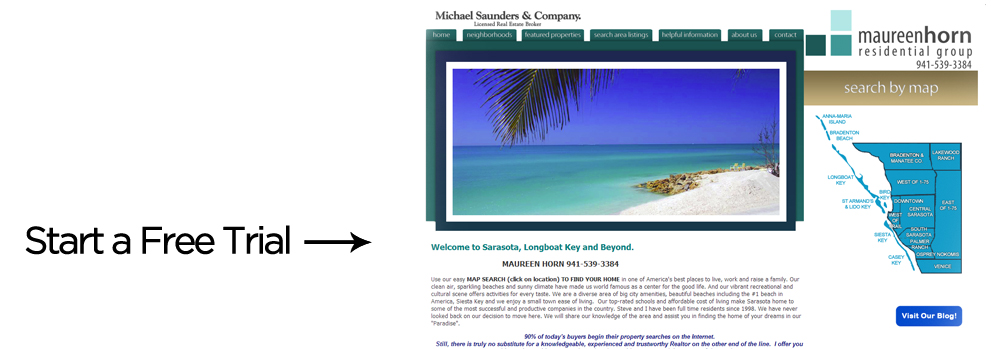 Michael Saunders & Company.
Licensed Real Estate Broker
home
neighborhoods
featured properties
search area listings
helpful information
about us
contact
maureenhorn
residential group
941-539-3384
search by map
Start a Free Trial
ANNA-MARIA
ISLAND
BRADENTON
BEACH
LONGBOAT
KEY
ST ARMAND'S
& LIDO KEY
SIESTA
KEY
CASEY
KEY
BRADENTON &
MANATEE CO
LAKEWOOD
RANCH
WEST OF I-75
BIRD
KEY
DOWNTOWN
EAST
OF I-75
CENTRAL
SARASOTA
WEST
OF
TRAIL
SOUTH
SARASOTA
PALMER
RANCH
OSPREY
NOKOMIS
VENICE
Welcome to Sarasota, Longboat Key and Beyond.
MAUREEN HORN 941-539-3384
Use our easy MAP SEARCH (click on location) TO FIND YOUR HOME in one of America's best places to live, work and raise a family. Our
clean air, sparkling beaches and sunny climate have made us world famous as a center for the good life. And our vibrant recreational and
cultural scene offers activities for every taste. We are a diverse area of big city amenities, beautiful beaches including the #1 beach in
America, Siesta Key and we enjoy a small town ease of living. Our top-rated schools and affordable cost of living make Sarasota home to
some of the most successful and productive companies in the country. Steve and I have been full time residents since 1998. We have never
looked back on our decision to move here. We will share our knowledge of the area and assist you in finding the home of your dreams in our
"Paradise".
90% of today's buyers begin their property searches on the Internet.
Still, there is truly no substitute for a knowledgeable, experienced and trustworthy Realtor on the other end of the line. I offer you
Visit Our Blog!